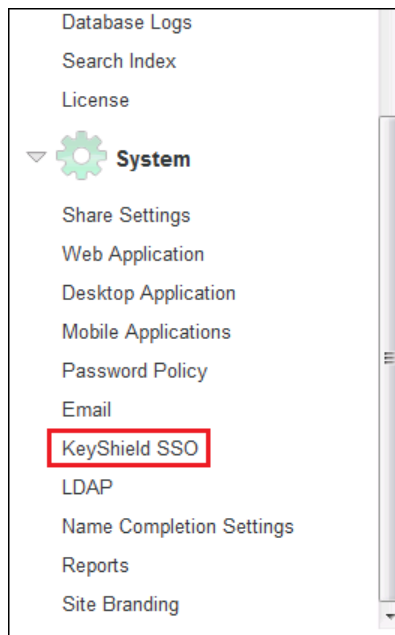 Database Logs
Search Index
License
System
Share Settings
Web Application
Desktop Application
Mobile Applications
Password Policy
Email
KeyShield SSO
LDAP
Name Completion Settings
Reports
Site Branding